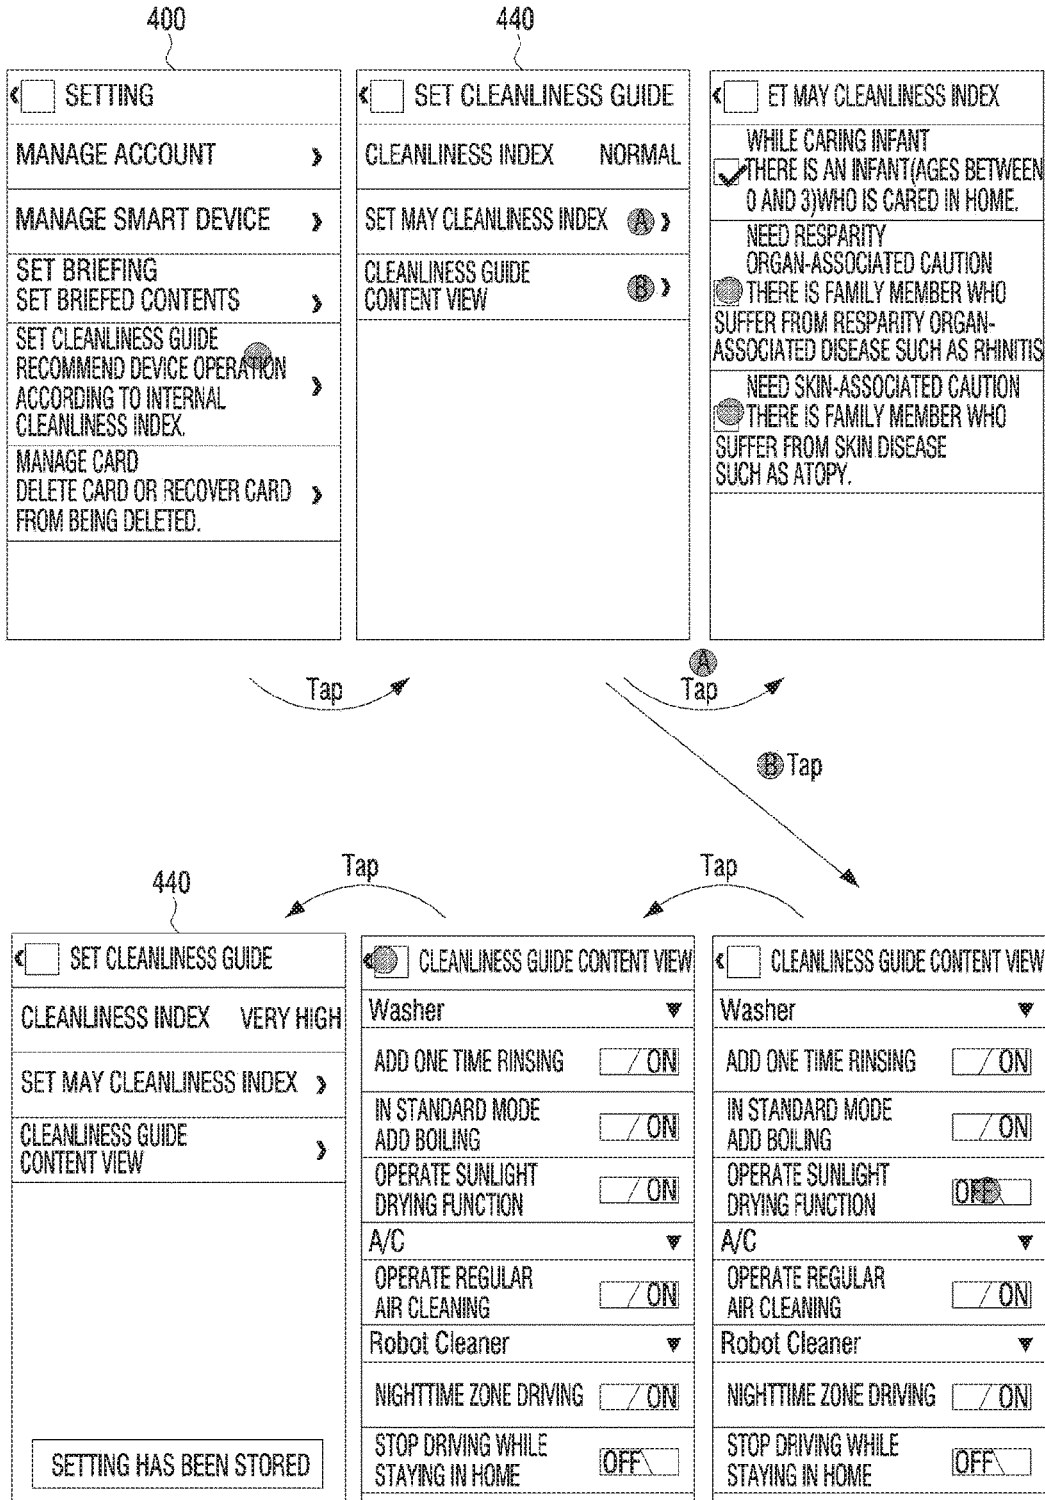 400
SETTING
MANAGE ACCOUNT
MANAGE SMART DEVICE
SET BRIEFING
SET BRIEFED CONTENTS
SET CLEANLINESS GUIDE
RECOMMEND DEVICE OPERATION
ACCORDING TO INTERNAL
CLEANLINESS INDEX.
MANAGE CARD
DELETE CARD OR RECOVER CARD
FROM BEING DELETED.
440
SET CLEANLINESS GUIDE
CLEANLINESS INDEX NORMAL
SET MAY CLEANLINESS INDEX A
CLEANLINESS GUIDE
CONTENT VIEW B
ET MAY CLEANLINESS INDEX
WHILE CARING INFANT
THERE IS AN INFANT(AGES BETWEEN
0 AND 3)WHO IS CARED IN HOME.
NEED RESPARITY
ORGAN-ASSOCIATED CAUTION
THERE IS FAMILY MEMBER WHO
SUFFER FROM RESPARITY ORGAN-
ASSOCIATED DISEASE SUCH AS RHINITIS
NEED SKIN-ASSOCIATED CAUTION
THERE IS FAMILY MEMBER WHO
SUFFER FROM SKIN DISEASE
SUCH AS ATOPY.
Tap
A
Tap
B Tap
Tap
Tap
440
SET CLEANLINESS GUIDE
CLEANLINESS INDEX VERY HIGH
SET MAY CLEANLINESS INDEX
CLEANLINESS GUIDE
CONTENT VIEW
SETTING HAS BEEN STORED
CLEANLINESS GUIDE CONTENT VIEW
Washer
ADD ONE TIME RINSING ON
IN STANDARD MODE
ADD BOILING ON
OPERATE SUNLIGHT
DRYING FUNCTION ON
A/C
OPERATE REGULAR
AIR CLEANING ON
Robot Cleaner
NIGHTTIME ZONE DRIVING ON
STOP DRIVING WHILE
STAYING IN HOME OFF
CLEANLINESS GUIDE CONTENT VIEW
Washer
ADD ONE TIME RINSING ON
IN STANDARD MODE
ADD BOILING ON
OPERATE SUNLIGHT
DRYING FUNCTION OFF
A/C
OPERATE REGULAR
AIR CLEANING ON
Robot Cleaner
NIGHTTIME ZONE DRIVING ON
STOP DRIVING WHILE
STAYING IN HOME OFF